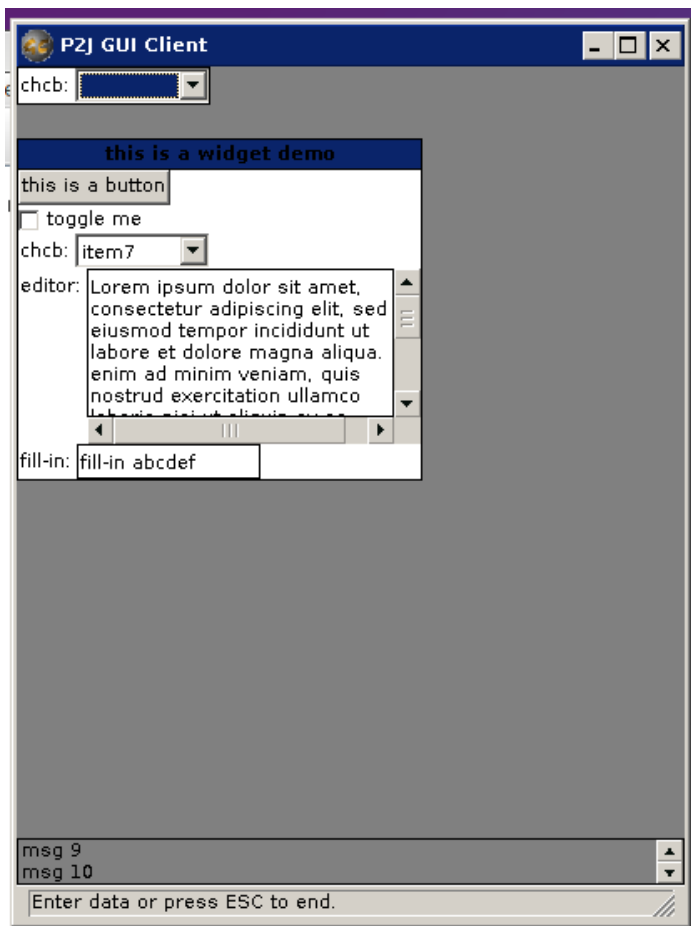 P2J GUI Client
chcb:
this is a widget demo
this is a button
toggle me
chcb: item7
editor: Lorem ipsum dolor sit amet,
consectetur adipiscing elit, sed
eiusmod tempor incididunt ut
labore et dolore magna aliqua.
enim ad minim veniam, quis
nostrud exercitation ullamco
fill-in: fill-in abcdef
msg 9
msg 10
Enter data or press ESC to end.